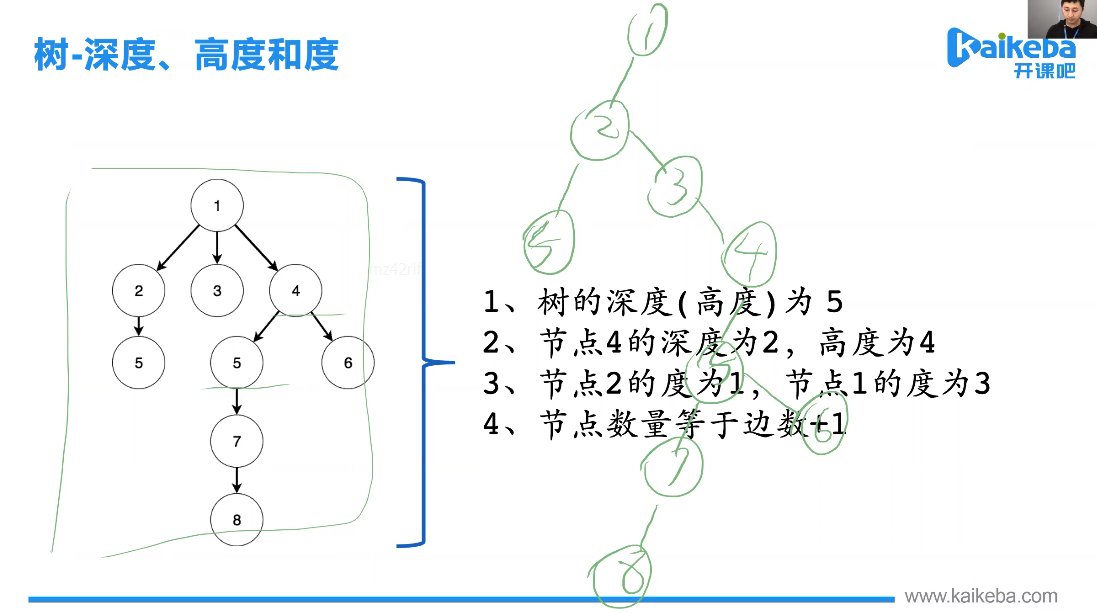 树-深度、高度和度
Kaikeba
开课吧
1
2
3
4
5
5
6
7
8
1
2
3
5
4
5
6
7
8
1、树的深度(高度)为 5
2、节点4的深度为2，高度为4
3、节点2的度为1，节点1的度为3
4、节点数量等于边数+1
www.kaikeba.com